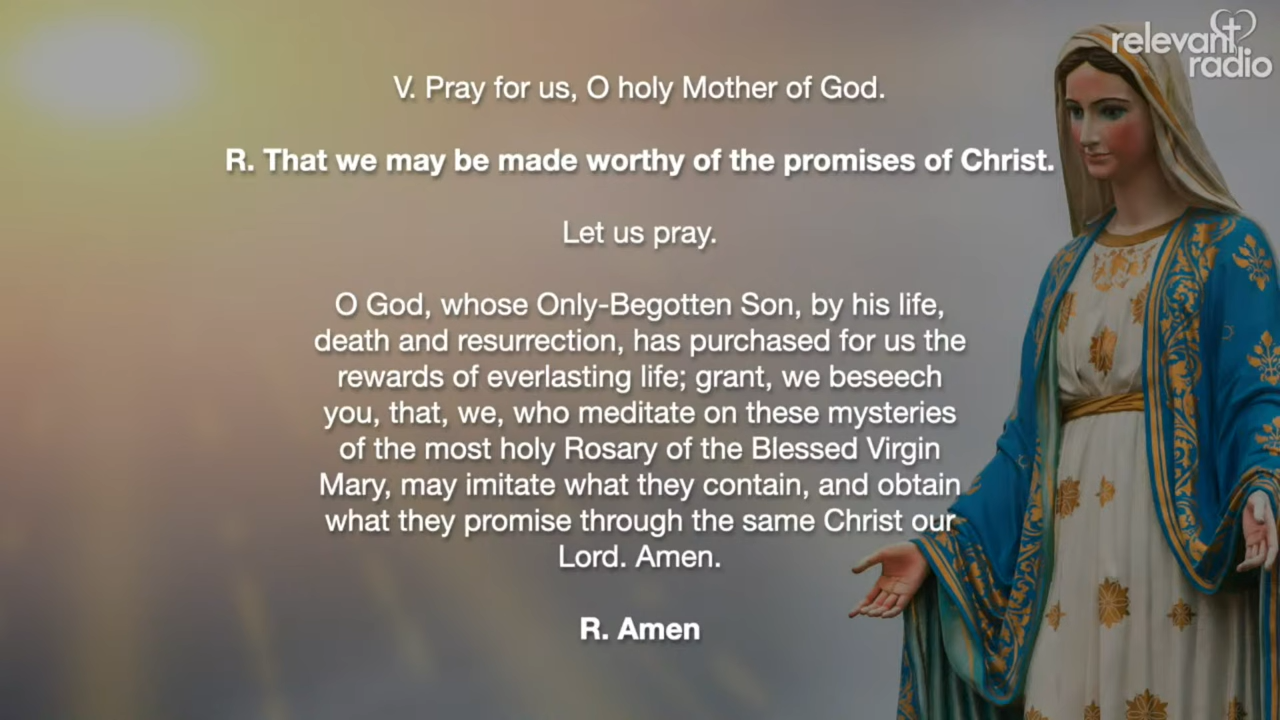 relevant
radio
V. Pray for us, O holy Mother of God.
R. That we may be made worthy of the promises of Christ.
Let us pray.
O God, whose Only-Begotten Son, by his life,
death and resurrection, has purchased for us the
rewards of everlasting life; grant, we beseech
you, that, we, who meditate on these mysteries
of the most holy Rosary of the Blessed Virgin
Mary, may imitate what they contain, and obtain
what they promise through the same Christ our
Lord. Amen.
R. Amen